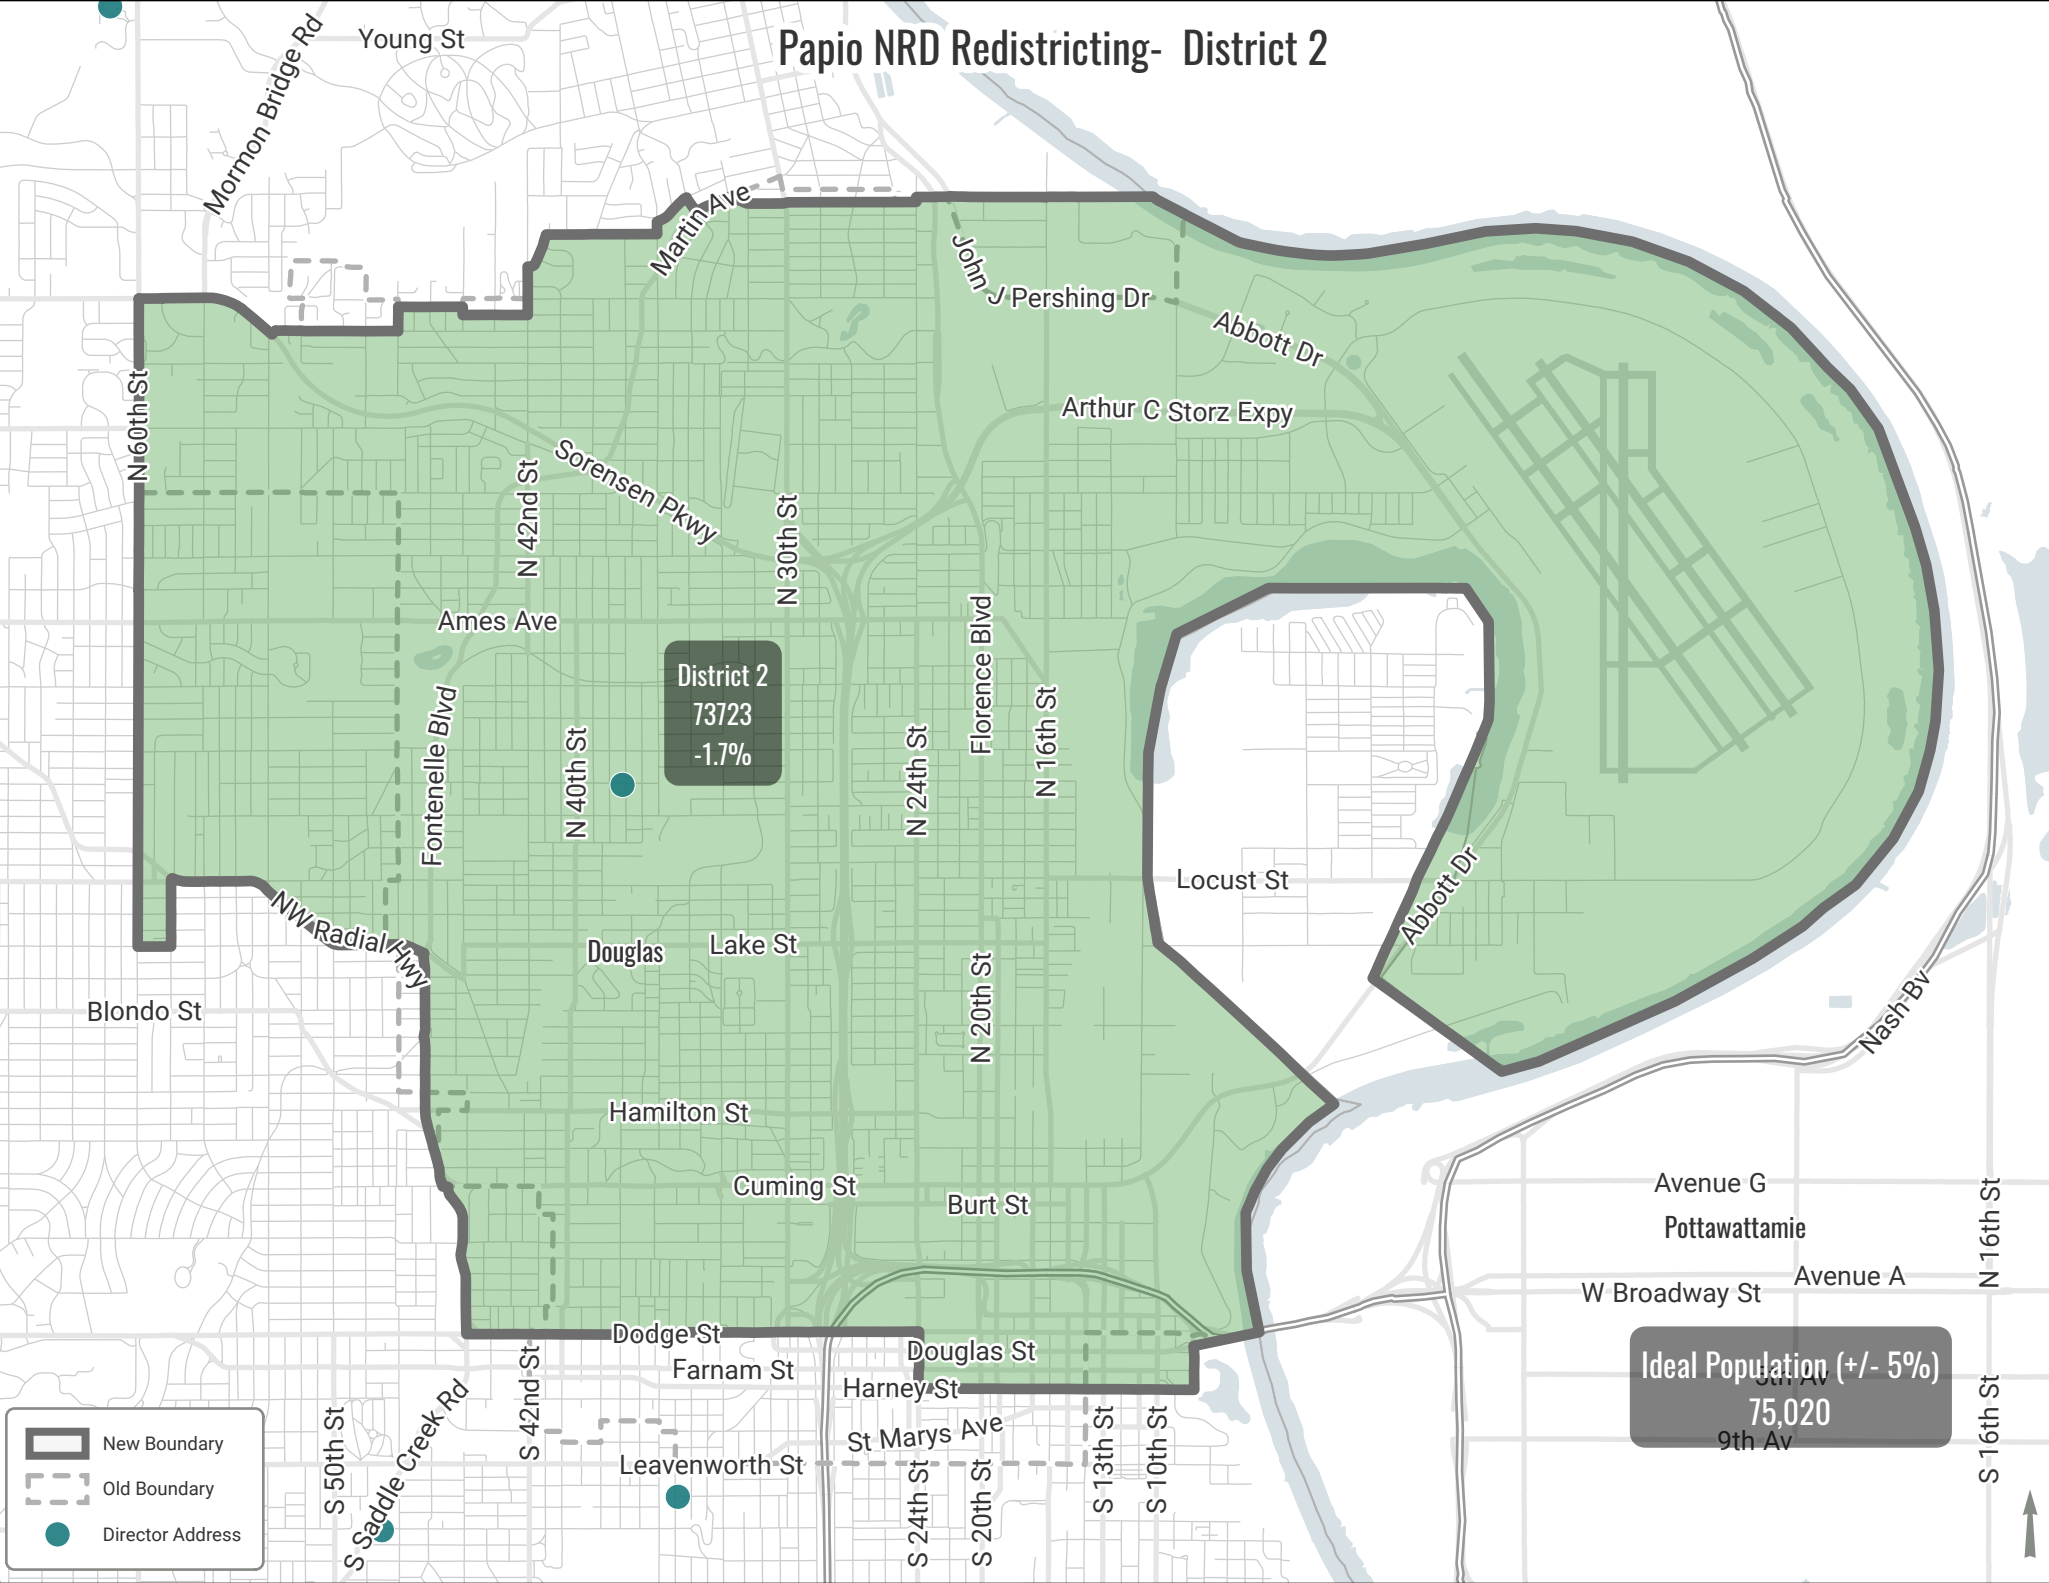 Papio NRD Redistricting- District 2
Young St
Mormon Bridge Rd
Martin Ave
John J Pershing Dr
Abbott Dr
Arthur C Storz Expy
N 60th St
Sorensen Pkwy
N 42nd St
N 30th St
Ames Ave
Florence Blvd
District 2
73723
-1.7%
Fontenelle Blvd
N 40th St
N 24th St
N 16th St
Locust St
Abbott Dr
NW Radial Hwy
Douglas
Lake St
N 20th St
Blondo St
Nash Bv
Hamilton St
Cuming St
Burt St
Avenue G
Pottawattamie
N 16th St
Avenue A
W Broadway St
Dodge St
Douglas St
Farnam St
Harney St
Ideal Population (+/- 5%)
75,020
5th Av
9th Av
S 42nd St
S 50th St
S Saddle Creek Rd
St Marys Ave
Leavenworth St
S 24th St
S 20th St
S 13th St
S 10th St
S 16th St
New Boundary
Old Boundary
Director Address